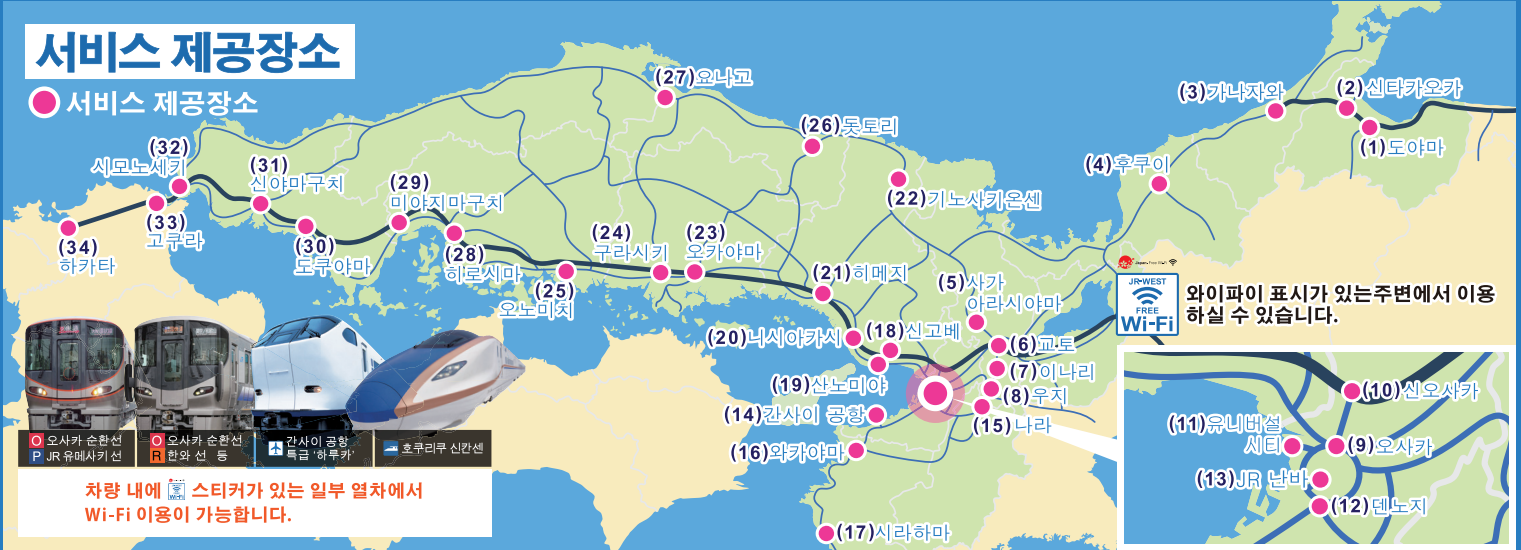 서비스 제공장소
서비스 제공장소
(27)요나고
(26)돗토리
(3)가나자와
(2)신타카오카
(1)도야마
(4)후쿠이
(32)
시모노세키
(31)
신야마구치
(29)
미야지마구치
(22)기노사키온센
(33)
고쿠라
(34)
하카타
(30)
도쿠야마
(28)
히로시마
(24)
구라시키
(23)
오카야마
(25)
오노미치
(21)히메지
(5)사가
아라시야마
JR-WEST
FREE
Wi-Fi
와이파이 표시가 있는주변에서 이용
하실 수 있습니다.
(20)니시아카시
(18)신고베
(6)교토
(7)이나리
(19)산노미야
(8)우지
(14)간사이 공항
(15)나라
(16)와카야마
(17)시라하마
(10)신오사카
(11)유니버설
시티
(9)오사카
(13)JR 난바
(12)덴노지
O 오사카 순환선
P JR 유메사키 선
O 오사카 순환선
R 한와 선 등
간사이 공항
특급 '하루카'
호쿠리쿠 신칸센
차량 내에 스티커가 있는 일부 열차에서
Wi-Fi 이용이 가능합니다.